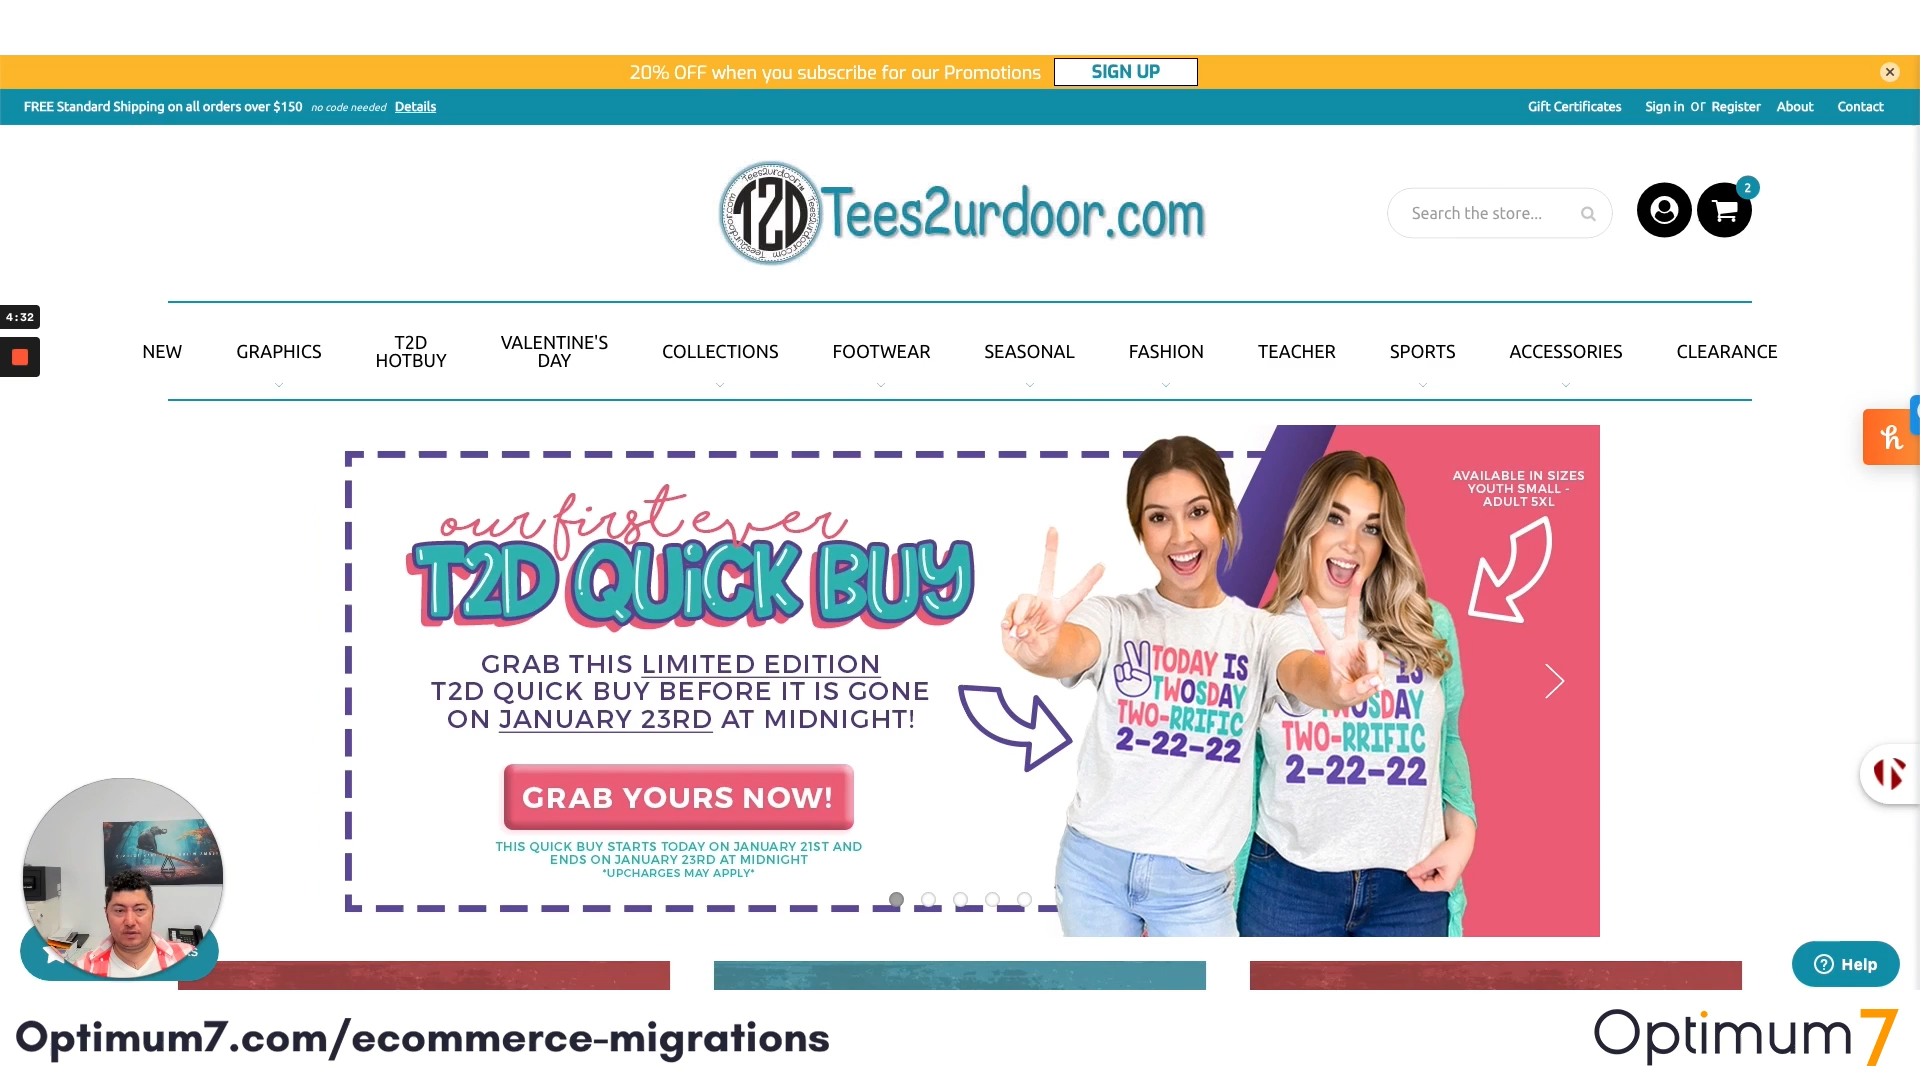 20% OFF when you subscribe for our Promotions SIGN UP
FREE Standard Shipping on all orders over $150 no code needed Details
Gift Certificates Sign in or Register About Contact
T2D
Tees2urdoor.com
Search the store...
2
4:32
NEW GRAPHICS T2D HOTBUY VALENTINE'S DAY COLLECTIONS FOOTWEAR SEASONAL FASHION TEACHER SPORTS ACCESSORIES CLEARANCE
AVAILABLE IN SIZES
YOUTH SMALL -
ADULT 5XL
our first ever
T2D QUiCK BUY
GRAB THIS LIMITED EDITION
T2D QUICK BUY BEFORE IT IS GONE
ON JANUARY 23RD AT MIDNIGHT!
GRAB YOURS NOW!
THIS QUICK BUY STARTS TODAY ON JANUARY 21ST AND
ENDS ON JANUARY 23RD AT MIDNIGHT
*UPCHARGES MAY APPLY*
TODAY IS
TWOSDAY
TWO-RRIFIC
2-22-22
IS
TWOSDAY
TWO-RRIFIC
2-22-22
Help
Optimum7.com/ecommerce-migrations
Optimum7